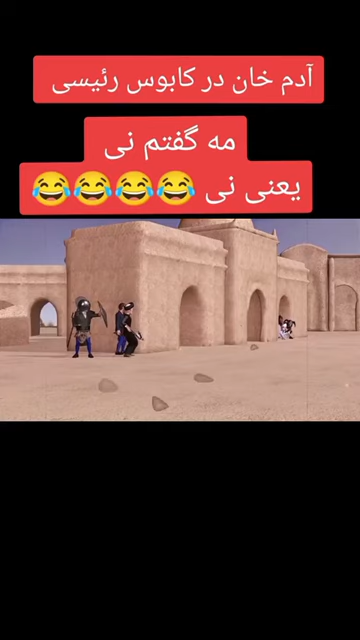 آدم خان در کابوس رئیسی
مه گفتم نی
یعنی نی 😂😂😂😂